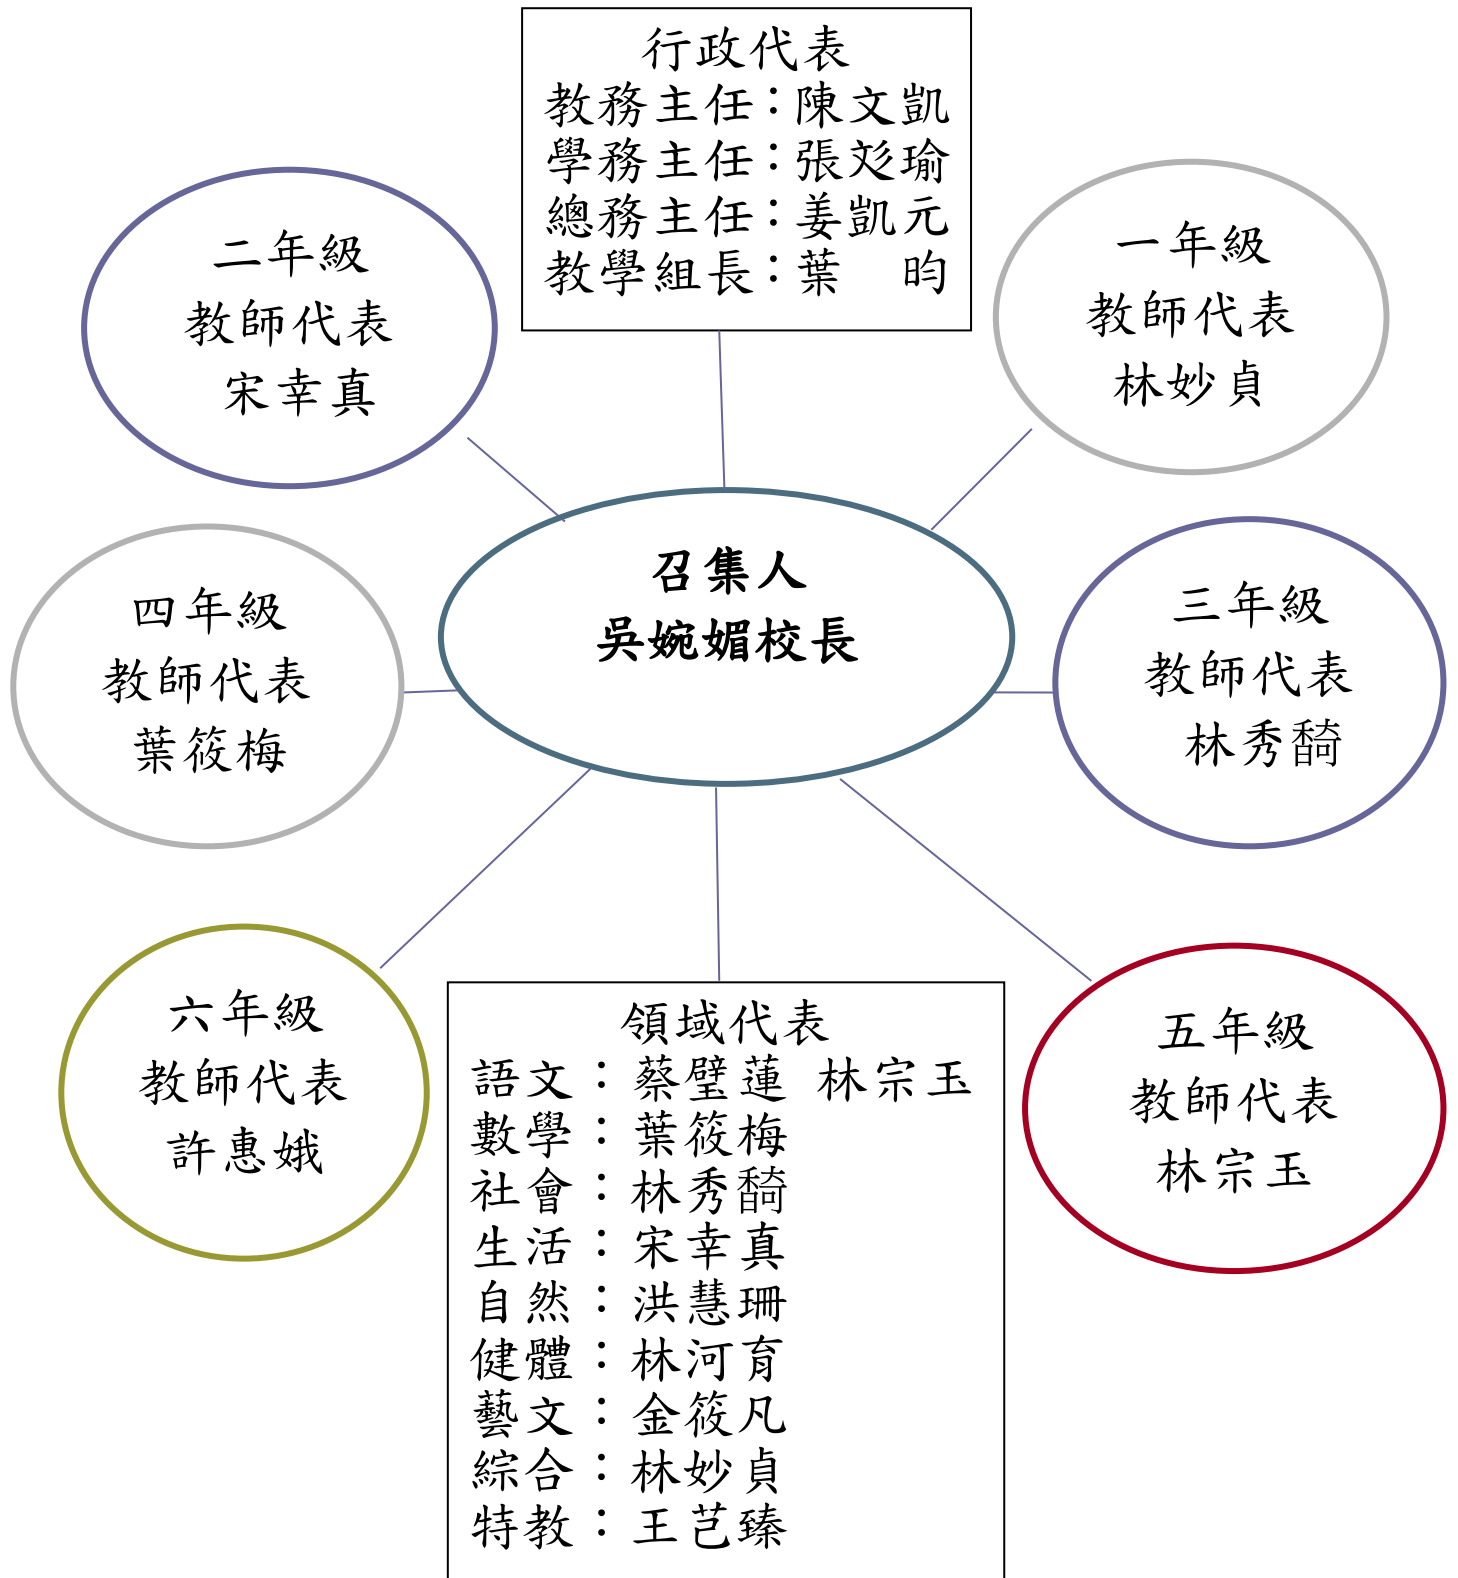 行政代表
教務主任：陳文凱
學務主任：張彣瑜
總務主任：姜凱元
教學組長：葉　昀
二年級
教師代表
宋幸真
一年級
教師代表
林妙貞
召集人
吳婉媚校長
四年級
教師代表
葉筱梅
三年級
教師代表
林秀馣
六年級
教師代表
許惠娥
領域代表
語文：蔡璧蓮 林宗玉
數學：葉筱梅
社會：林秀
生活：宋幸真
自然：洪慧珊
健體：林河育
藝文：金筱凡
綜合：林妙貞
特教：王芑臻
五年級
教師代表
林宗玉